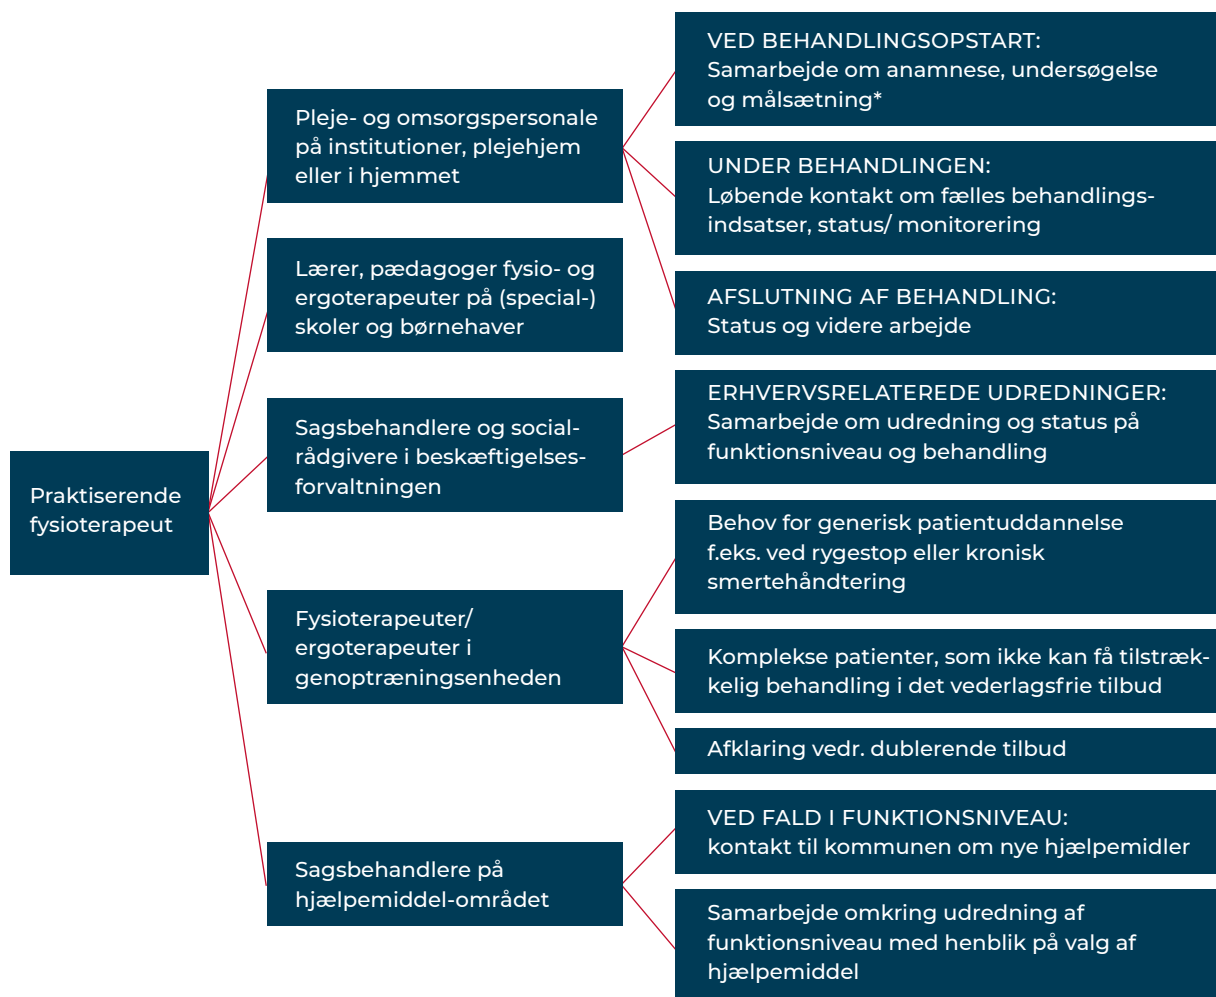 Praktiserende
fysioterapeut
Pleje- og omsorgspersonale
på institutioner, plejehjem
eller i hjemmet
VED BEHANDLINGSOPSTART:
Samarbejde om anamnese, undersøgelse
og målsætning*
UNDER BEHANDLINGEN:
Løbende kontakt om fælles behandlings-
indsatser, status/ monitorering
AFSLUTNING AF BEHANDLING:
Status og videre arbejde
Lærer, pædagoger fysio- og
ergoterapeuter på (special-)
skoler og børnehaver
Sagsbehandlere og social-
rådgivere i beskæftigelses-
forvaltningen
ERHVERVSRELATEREDE UDREDNINGER:
Samarbejde om udredning og status på
funktionsniveau og behandling
Fysioterapeuter/
ergoterapeuter i
genoptræningsenheden
Behov for generisk patientuddannelse
f.eks. ved rygestop eller kronisk
smertehåndtering
Komplekse patienter, som ikke kan få tilstræk-
kelig behandling i det vederlagsfrie tilbud
Afklaring vedr. dublerende tilbud
Sagsbehandlere på
hjælpemiddel-området
VED FALD I FUNKTIONSNIVEAU:
kontakt til kommunen om nye hjælpemidler
Samarbejde omkring udredning af
funktionsniveau med henblik på valg af
hjælpemiddel